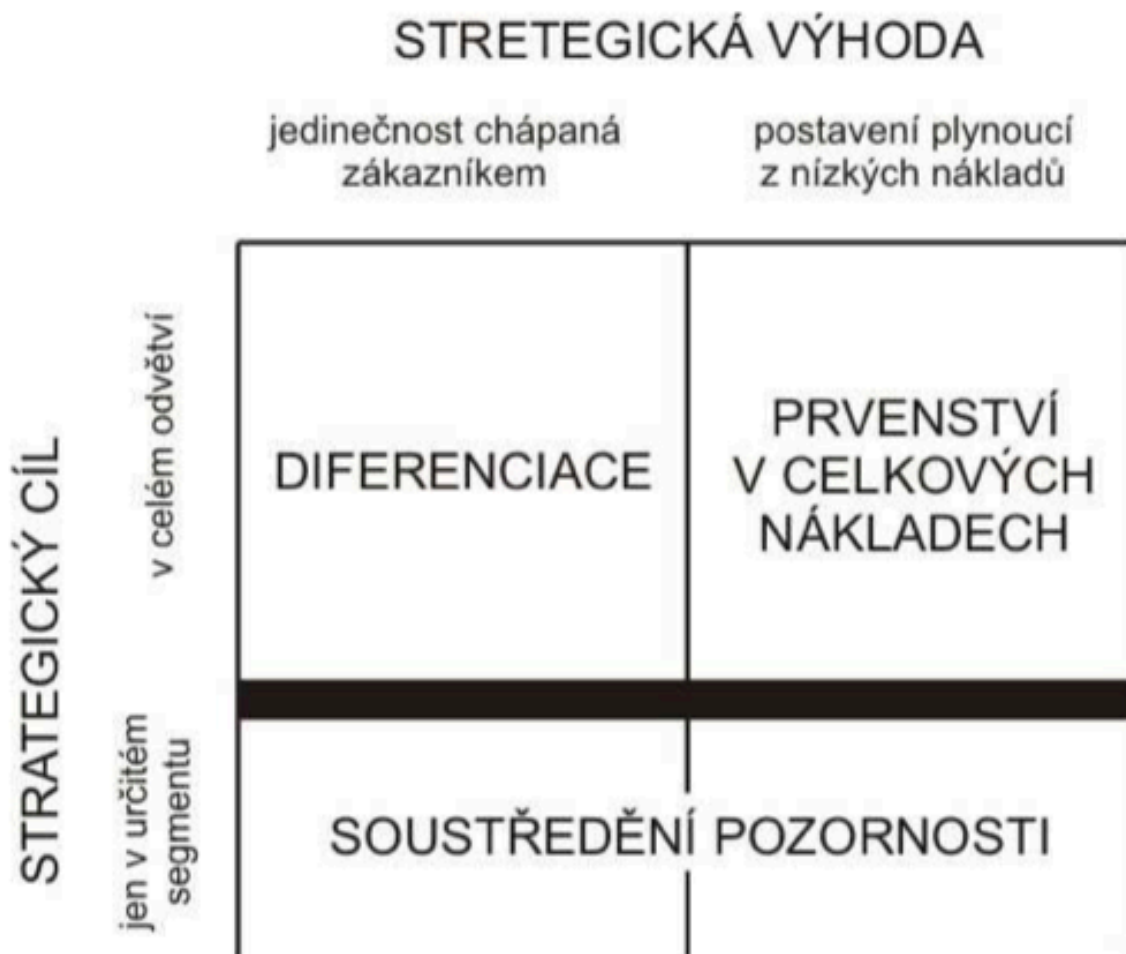 STRETEGICKÁ VÝHODA
jedinečnost chápaná
zákazníkem
postavení plynoucí
z nízkých nákladů
STRATEGICKÝ CÍL
v celém odvětví
DIFERENCIACE
PRVENSTVÍ
V CELKOVÝCH
NÁKLADECH
jen v určitém
segmentu
SOUSTŘEDĚNÍ POZORNOSTI